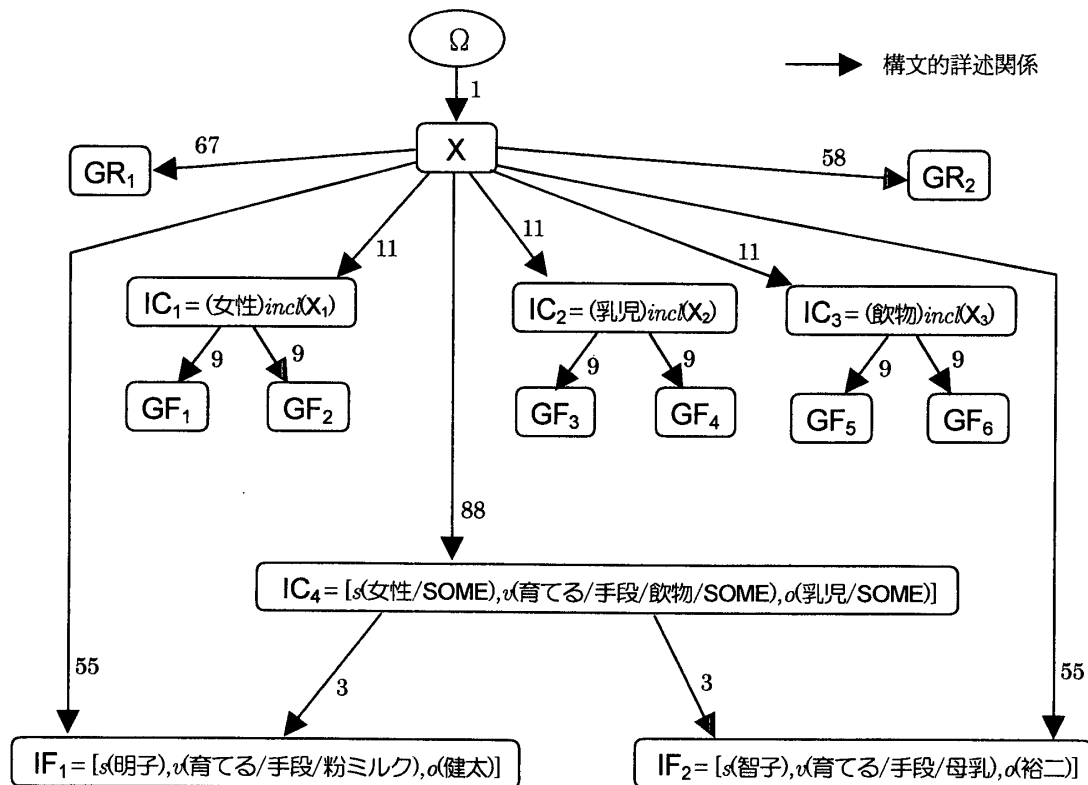 Ω
構文的詳述関係
1
X
67
58
GR₁
GR₂
11
11
11
IC₁ = (女性)incl(X₁)
IC₂ = (乳児)incl(X₂)
IC₃ = (飲物)incl(X₃)
9
9
9
9
9
9
GF₁
GF₂
GF₃
GF₄
GF₅
GF₆
88
IC₄ = [s(女性/SOME), v(育てる/手段/飲物/SOME), o(乳児/SOME)]
55
3
3
55
IF₁ = [s(明子), v(育てる/手段/粉ミルク), o(健太)]
IF₂ = [s(智子), v(育てる/手段/母乳), o(裕二)]